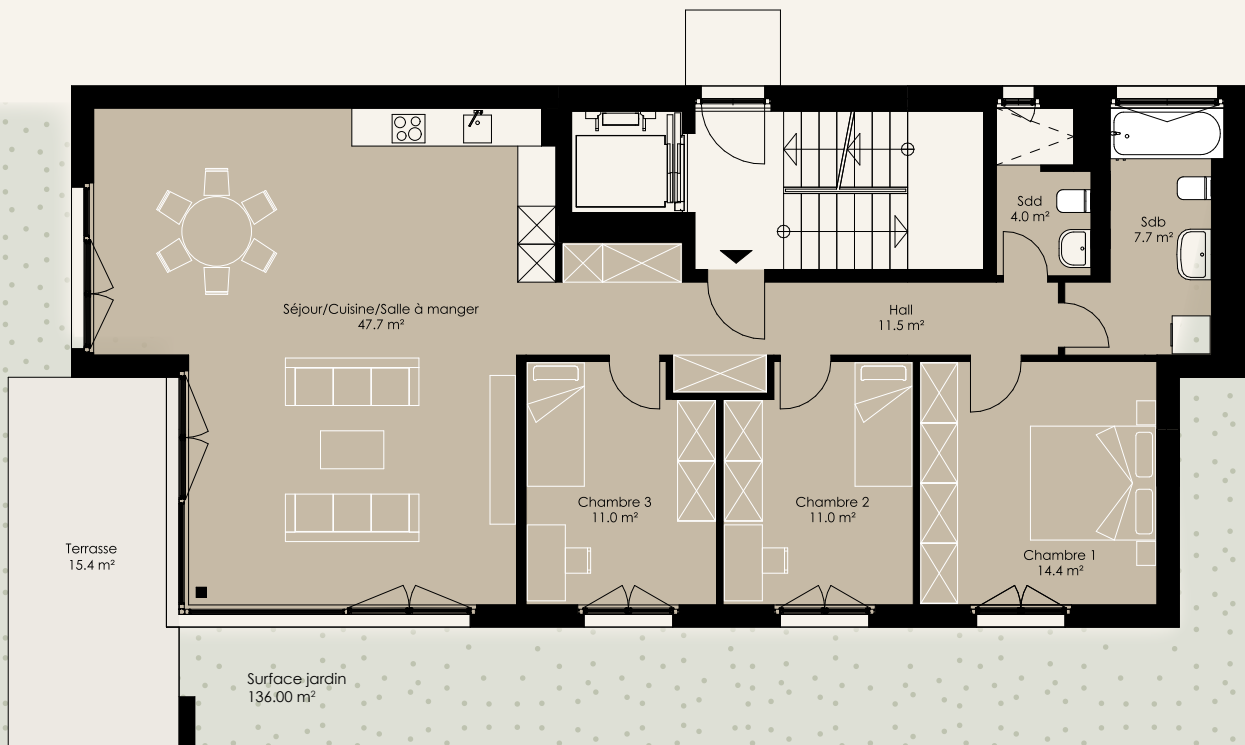 Sdd
4.0 m²
Sdb
7.7 m²
Séjour/Cuisine/Salle à manger
47.7 m²
Hall
11.5 m²
Chambre 3
11.0 m²
Chambre 2
11.0 m²
Chambre 1
14.4 m²
Terrasse
15.4 m²
Surface jardin
136.00 m²